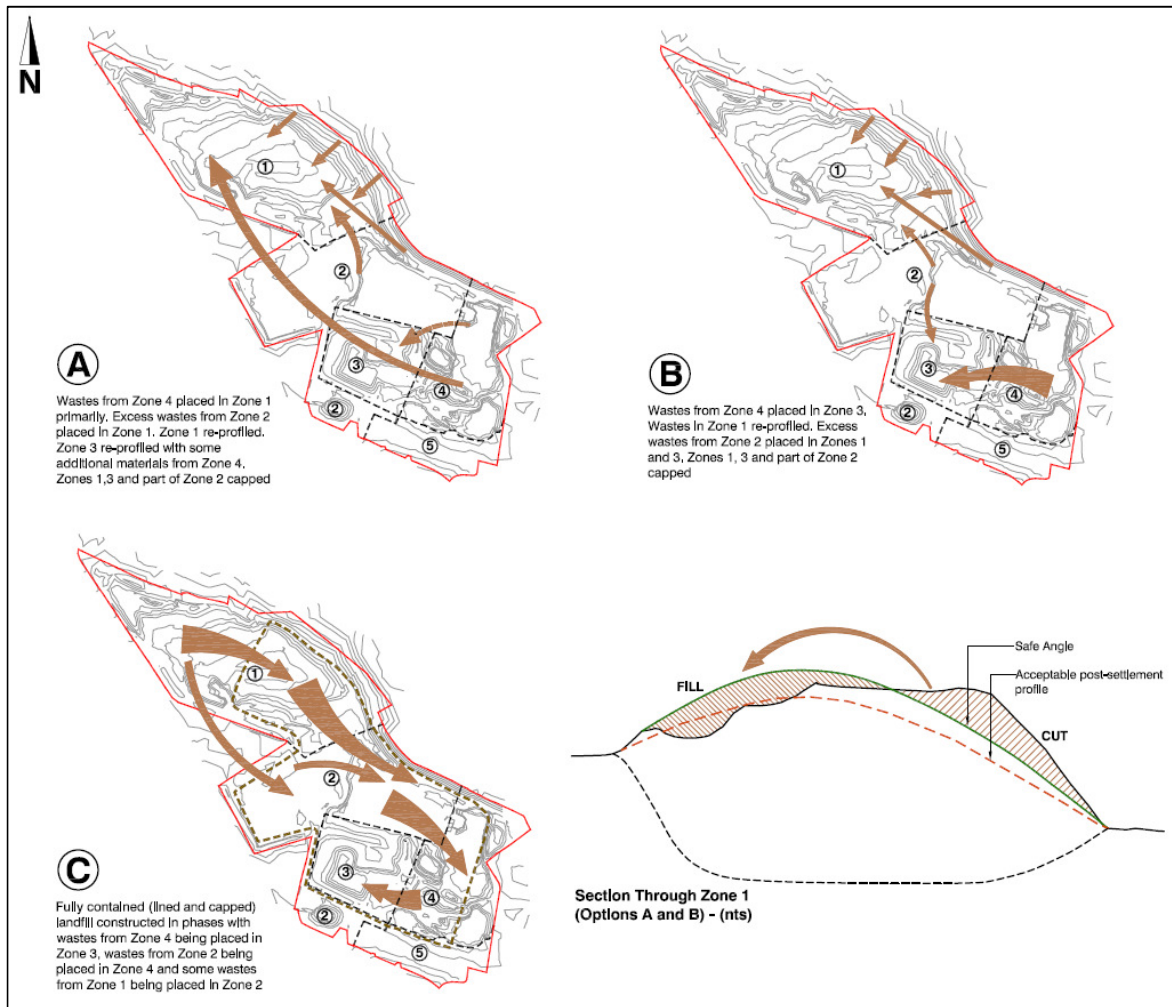 N
1
2
3
4
2
5
A
Wastes from Zone 4 placed in Zone 1
primarily. Excess wastes from Zone 2
placed in Zone 1. Zone 1 re-profiled.
Zone 3 re-profiled with some
additional materials from Zone 4.
Zones 1,3 and part of Zone 2 capped
1
2
3
4
2
5
B
Wastes from Zone 4 placed in Zone 3,
Wastes in Zone 1 re-profiled. Excess
wastes from Zone 2 placed in Zones 1
and 3, Zones 1, 3 and part of Zone 2
capped
1
2
3
4
2
5
C
Fully contained (lined and capped)
landfill constructed in phases with
wastes from Zone 4 being placed in
Zone 3, wastes from Zone 2 being
placed in Zone 4 and some wastes
from Zone 1 being placed in Zone 2
Safe Angle
Acceptable post-settlement
profile
FILL
CUT
Section Through Zone 1
(Options A and B) - (nts)